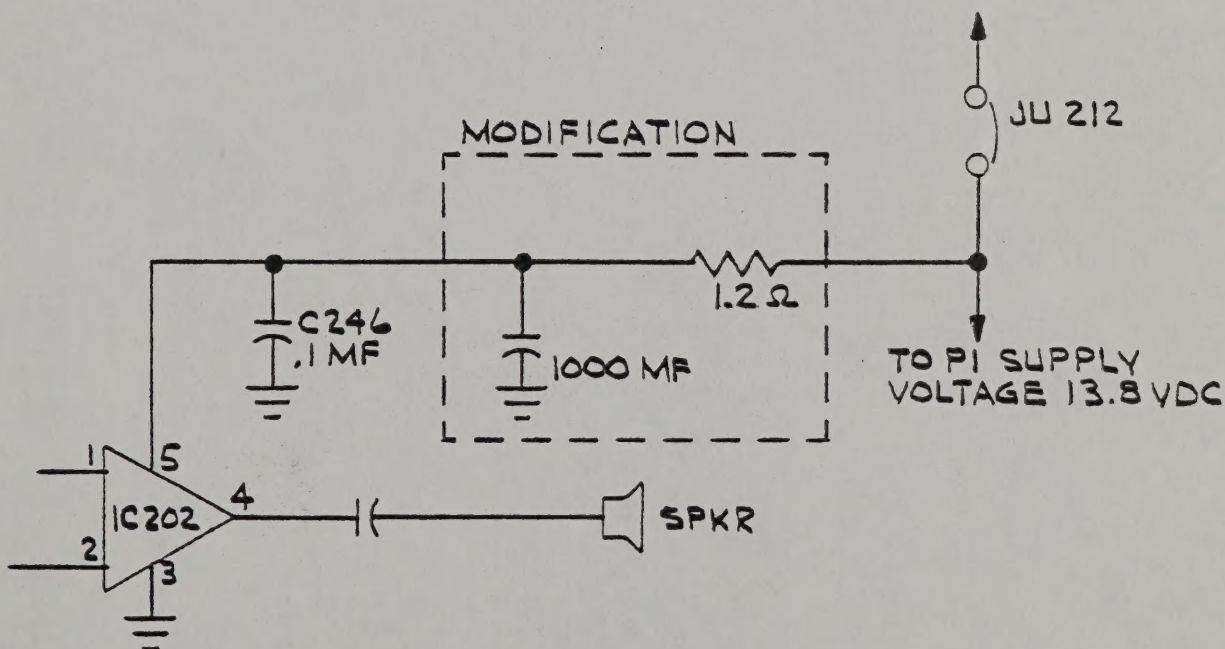 JU 212
MODIFICATION
1.2 Ω
C246
.1 MF
1000 MF
TO P1 SUPPLY
VOLTAGE 13.8 VDC
1
5
IC202
4
SPKR
2
3